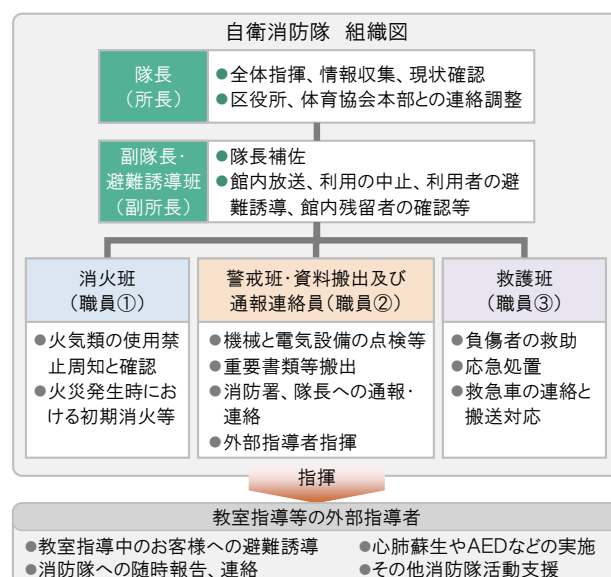 自衛消防隊 組織図
隊長
（所長）
●全体指揮、情報収集、現状確認
●区役所、体育協会本部との連絡調整
副隊長・
避難誘導班
（副所長）
●隊長補佐
●館内放送、利用の中止、利用者の避
難誘導、館内残留者の確認等
消火班
（職員①）
●火気類の使用禁
止周知と確認
●火災発生時にお
ける初期消火等
警戒班・資料搬出及び
通報連絡員（職員②）
●機械と電気設備の点検等
●重要書類等搬出
●消防署、隊長への通報・
連絡
●外部指導者指揮
救護班
（職員③）
●負傷者の救助
●応急処置
●救急車の連絡と
搬送対応
指揮
教室指導等の外部指導者
●教室指導中のお客様への避難誘導
●消防隊への随時報告、連絡
●心肺蘇生やAEDなどの実施
●その他消防隊活動支援